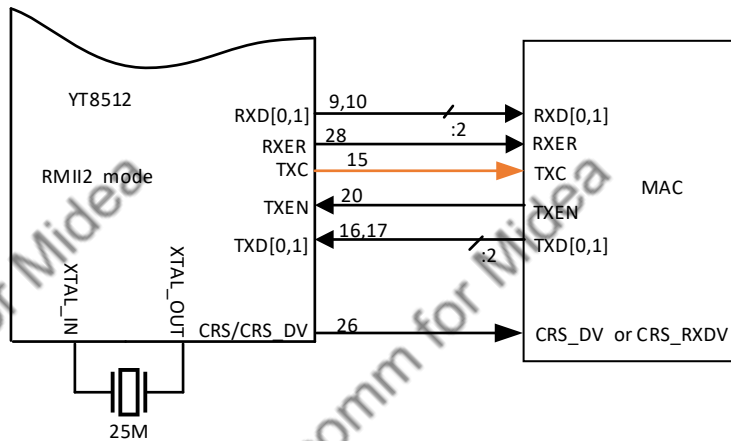 YT8512
RMII2 mode
RXD[0,1] 9,10 :2 RXD[0,1]
RXER 28 RXER
TXC 15 TXC
MAC
TXEN 20 TXEN
TXD[0,1] 16,17 :2 TXD[0,1]
XTAL_IN
XTAL_OUT
CRS/CRS_DV 26 CRS_DV or CRS_RXDV
25M
or Midea
omm for Midea